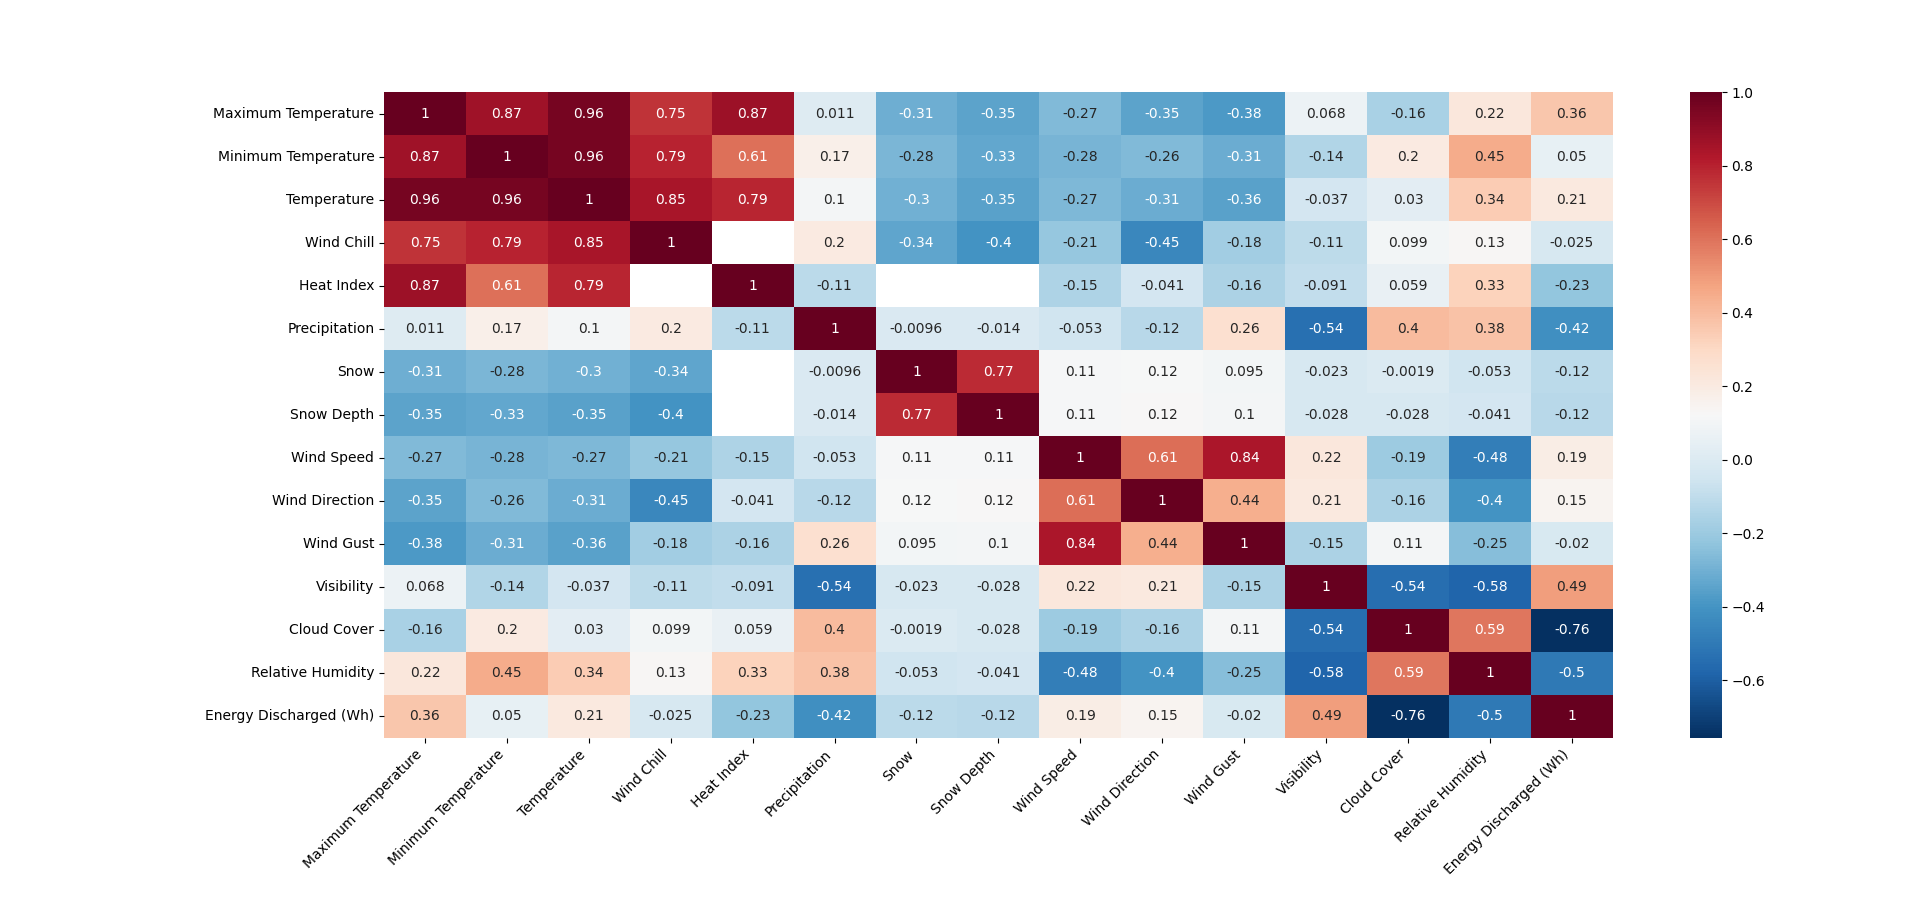 Maximum Temperature 1 0.87 0.96 0.75 0.87 0.011 -0.31 -0.35 -0.27 -0.35 -0.38 0.068 -0.16 0.22 0.36
Minimum Temperature 0.87 1 0.96 0.79 0.61 0.17 -0.28 -0.33 -0.28 -0.26 -0.31 -0.14 0.2 0.45 0.05
Temperature 0.96 0.96 1 0.85 0.79 0.1 -0.3 -0.35 -0.27 -0.31 -0.36 -0.037 0.03 0.34 0.21
Wind Chill 0.75 0.79 0.85 1 0.2 -0.34 -0.4 -0.21 -0.45 -0.18 -0.11 0.099 0.13 -0.025
Heat Index 0.87 0.61 0.79 1 -0.11 -0.15 -0.041 -0.16 -0.091 0.059 0.33 -0.23
Precipitation 0.011 0.17 0.1 0.2 -0.11 1 -0.0096 -0.014 -0.053 -0.12 0.26 -0.54 0.4 0.38 -0.42
Snow -0.31 -0.28 -0.3 -0.34 -0.0096 1 0.77 0.11 0.12 0.095 -0.023 -0.0019 -0.053 -0.12
Snow Depth -0.35 -0.33 -0.35 -0.4 -0.014 0.77 1 0.11 0.12 0.1 -0.028 -0.028 -0.041 -0.12
Wind Speed -0.27 -0.28 -0.27 -0.21 -0.15 -0.053 0.11 0.11 1 0.61 0.84 0.22 -0.19 -0.48 0.19
Wind Direction -0.35 -0.26 -0.31 -0.45 -0.041 -0.12 0.12 0.12 0.61 1 0.44 0.21 -0.16 -0.4 0.15
Wind Gust -0.38 -0.31 -0.36 -0.18 -0.16 0.26 0.095 0.1 0.84 0.44 1 -0.15 0.11 -0.25 -0.02
Visibility 0.068 -0.14 -0.037 -0.11 -0.091 -0.54 -0.023 -0.028 0.22 0.21 -0.15 1 -0.54 -0.58 0.49
Cloud Cover -0.16 0.2 0.03 0.099 0.059 0.4 -0.0019 -0.028 -0.19 -0.16 0.11 -0.54 1 0.59 -0.76
Relative Humidity 0.22 0.45 0.34 0.13 0.33 0.38 -0.053 -0.041 -0.48 -0.4 -0.25 -0.58 0.59 1 -0.5
Energy Discharged (Wh) 0.36 0.05 0.21 -0.025 -0.23 -0.42 -0.12 -0.12 0.19 0.15 -0.02 0.49 -0.76 -0.5 1
Maximum Temperature
Minimum Temperature
Temperature
Wind Chill
Heat Index
Precipitation
Snow
Snow Depth
Wind Speed
Wind Direction
Wind Gust
Visibility
Cloud Cover
Relative Humidity
Energy Discharged (Wh)
1.0
0.8
0.6
0.4
0.2
0.0
−0.2
−0.4
−0.6